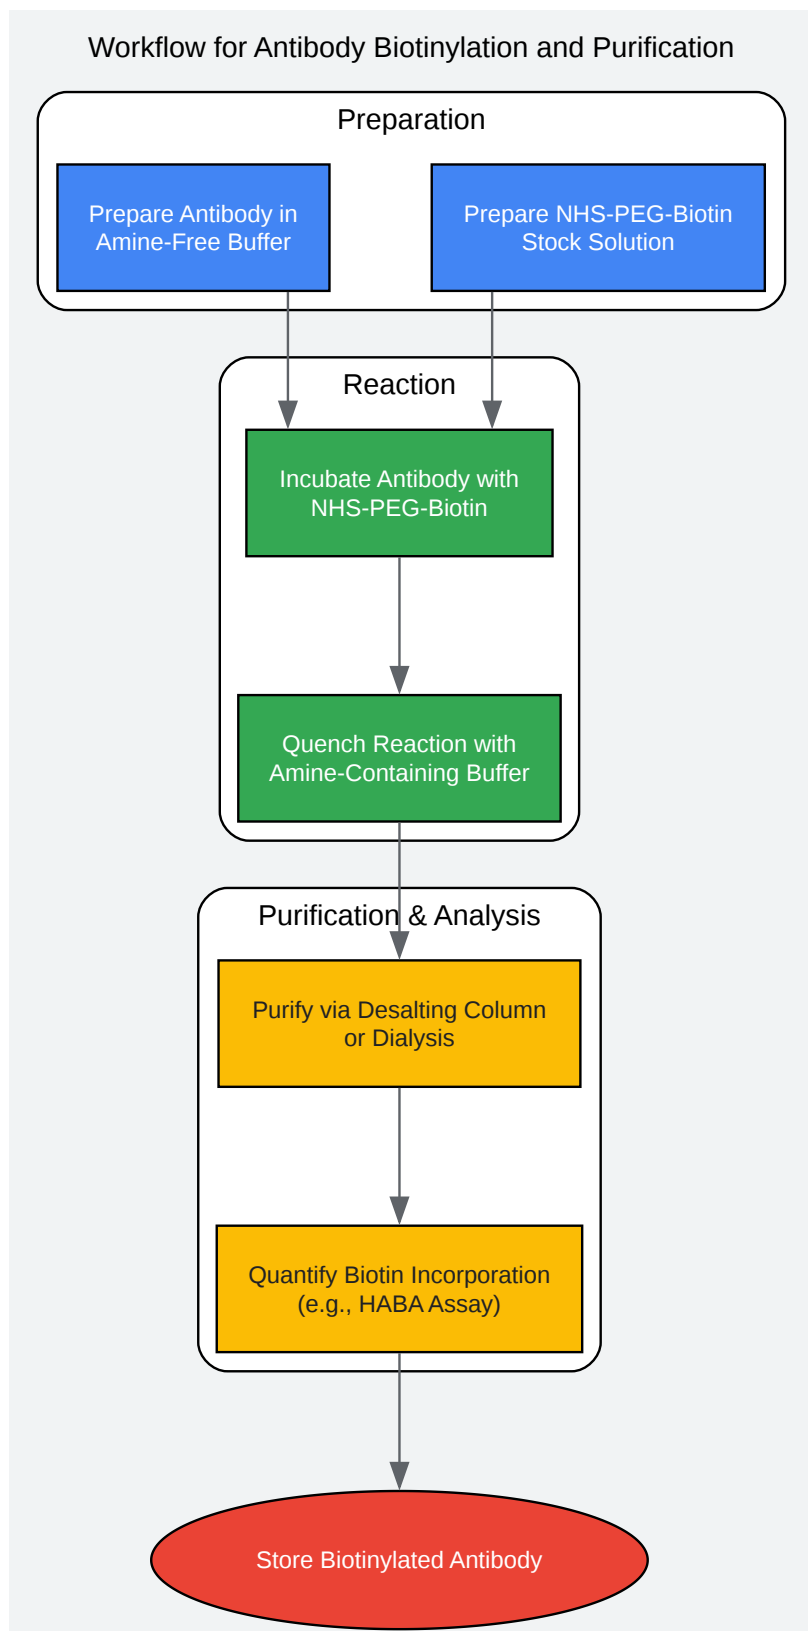 Workflow for Antibody Biotinylation and Purification
Preparation
Prepare Antibody in
Amine-Free Buffer
Prepare NHS-PEG-Biotin
Stock Solution
Reaction
Incubate Antibody with
NHS-PEG-Biotin
Quench Reaction with
Amine-Containing Buffer
Purification & Analysis
Purify via Desalting Column
or Dialysis
Quantify Biotin Incorporation
(e.g., HABA Assay)
Store Biotinylated Antibody